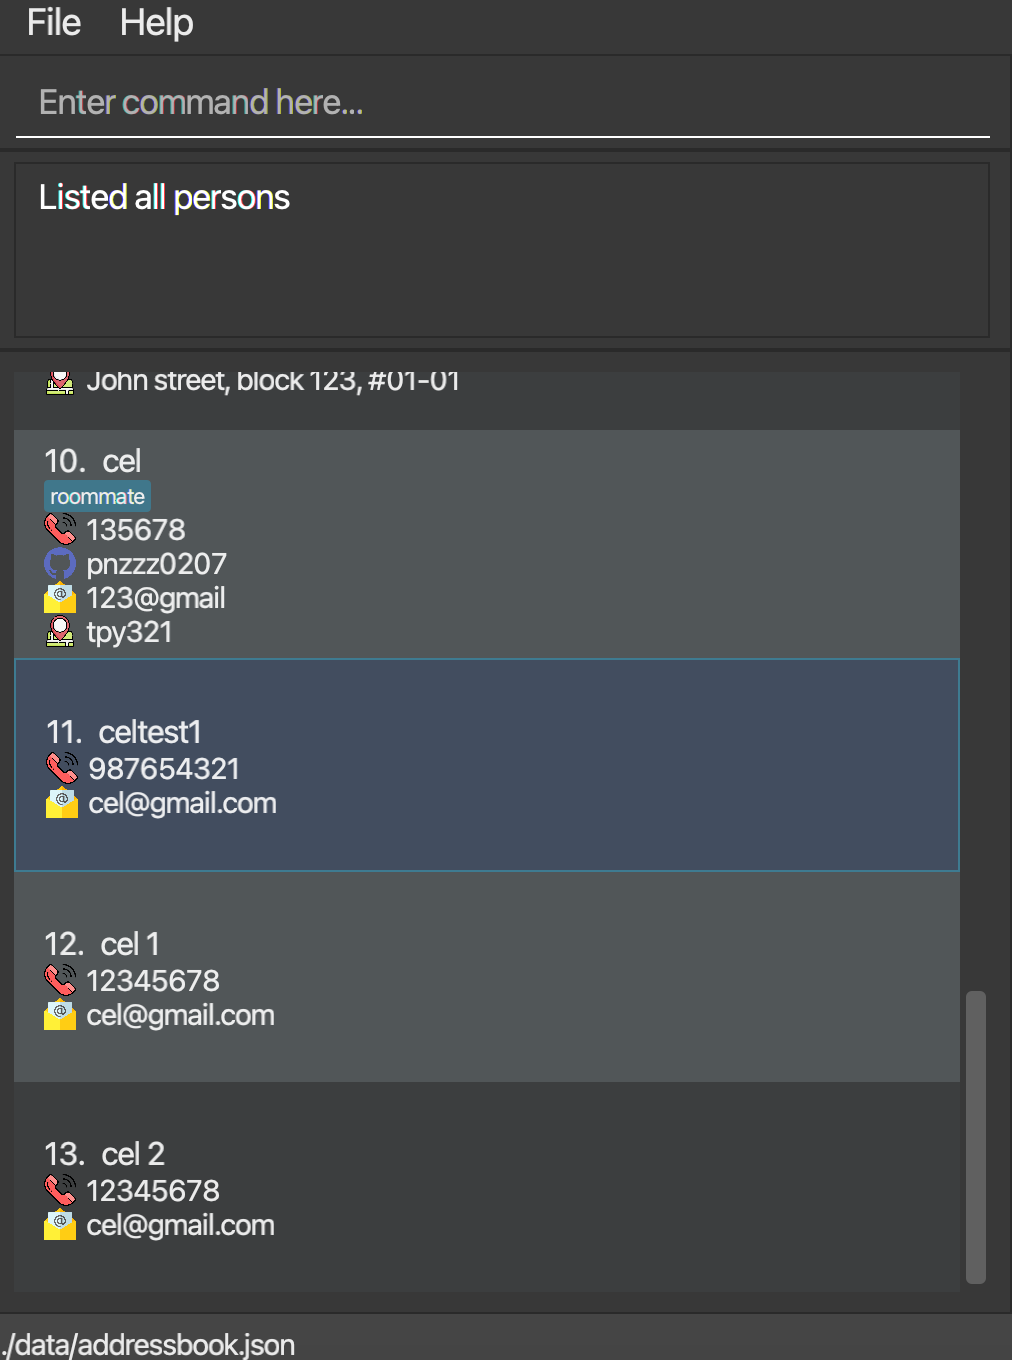 File Help
Enter command here...
Listed all persons
John street, block 123, #01-01
10. cel
roommate
135678
pnzzz0207
123@gmail
tpy321
11. celtest1
987654321
cel@gmail.com
12. cel 1
12345678
cel@gmail.com
13. cel 2
12345678
cel@gmail.com
./data/addressbook.json